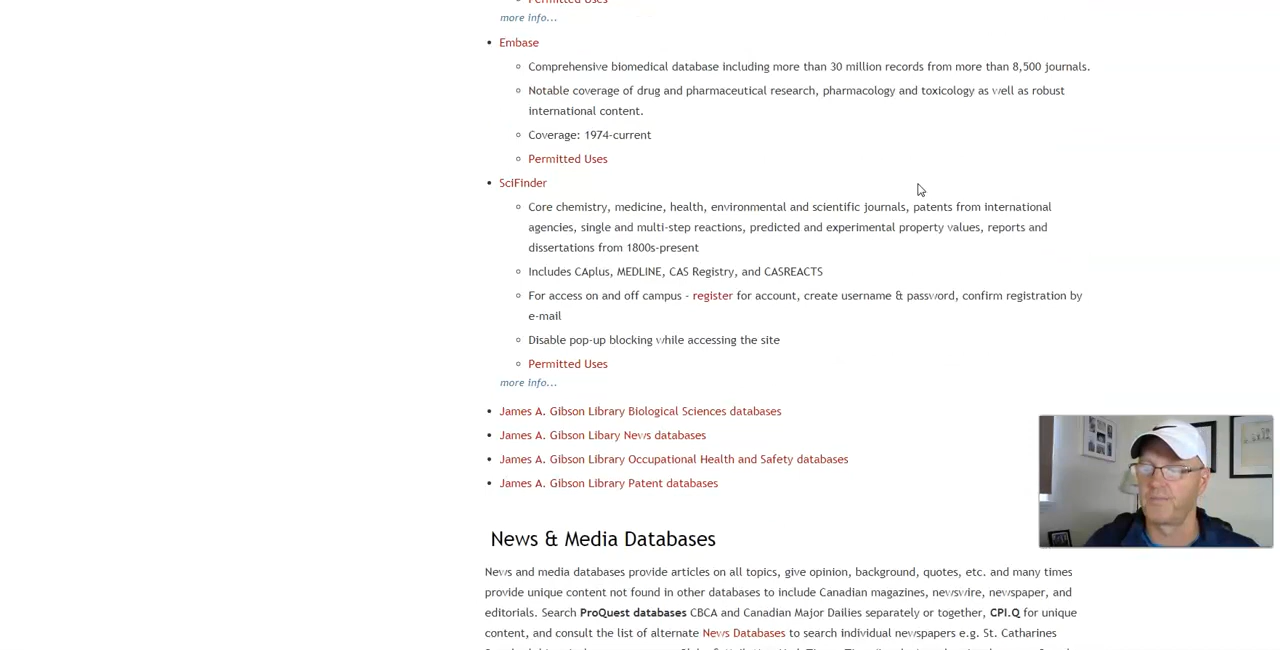 Permitted Uses
more info...
Embase
Comprehensive biomedical database including more than 30 million records from more than 8,500 journals.
Notable coverage of drug and pharmaceutical research, pharmacology and toxicology as well as robust
international content.
Coverage: 1974-current
Permitted Uses
SciFinder
Core chemistry, medicine, health, environmental and scientific journals, patents from international
agencies, single and multi-step reactions, predicted and experimental property values, reports and
dissertations from 1800s-present
Includes CAplus, MEDLINE, CAS Registry, and CASREACTS
For access on and off campus - register for account, create username & password, confirm registration by
e-mail
Disable pop-up blocking while accessing the site
Permitted Uses
more info...
James A. Gibson Library Biological Sciences databases
James A. Gibson Libary News databases
James A. Gibson Library Occupational Health and Safety databases
James A. Gibson Library Patent databases
News & Media Databases
News and media databases provide articles on all topics, give opinion, background, quotes, etc. and many times
provide unique content not found in other databases to include Canadian magazines, newswire, newspaper, and
editorials. Search ProQuest databases CBCA and Canadian Major Dailies separately or together, CPI.Q for unique
content, and consult the list of alternate News Databases to search individual newspapers e.g. St. Catharines